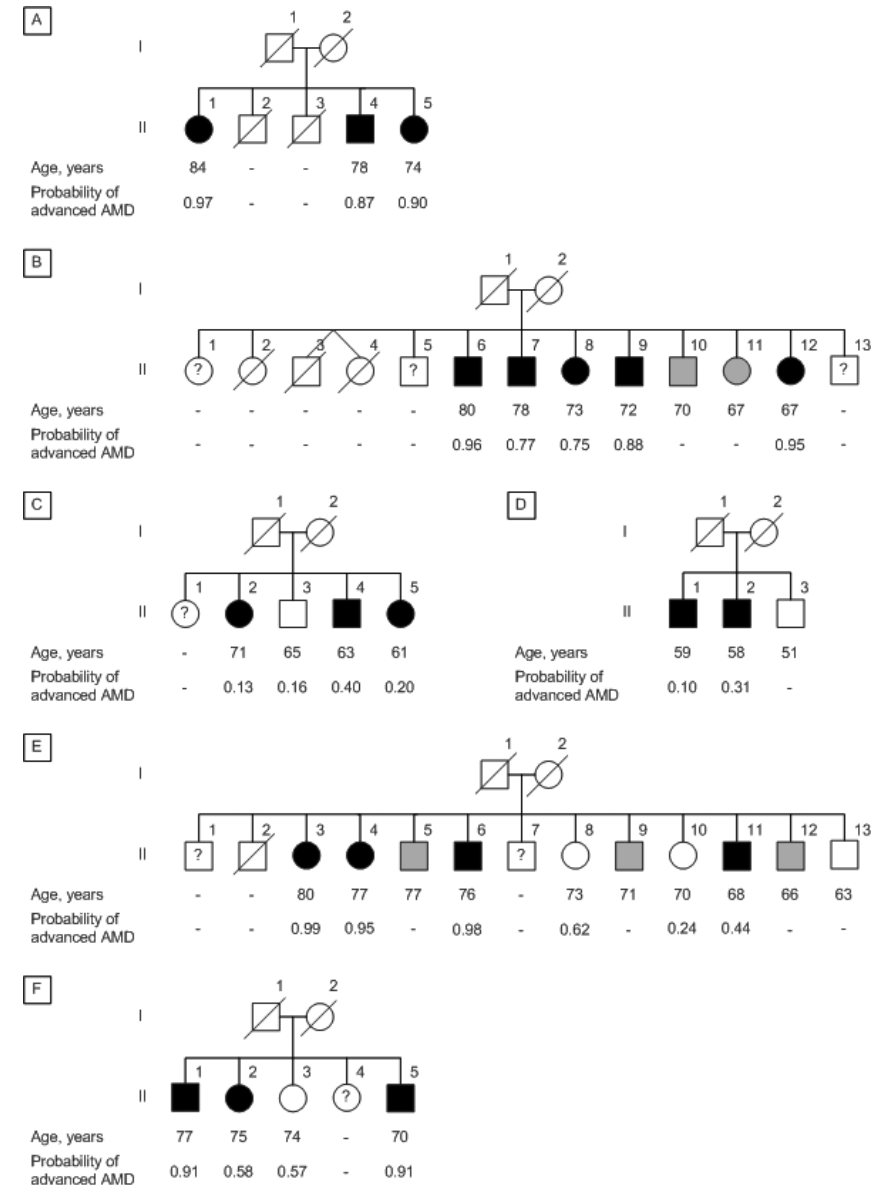 A
1 2
I
1 2 3 4 5
II
Age, years 84 - - 78 74
Probability of
advanced AMD 0.97 - - 0.87 0.90
B
1 2
I
1 2 3 4 5 6 7 8 9 10 11 12 13
II ? ? ?
Age, years - - - - - 80 78 73 72 70 67 67 -
Probability of
advanced AMD - - - - - 0.96 0.77 0.75 0.88 - - 0.95 -
C
1 2
I
1 2 3 4 5
II ?
Age, years - 71 65 63 61
Probability of
advanced AMD - 0.13 0.16 0.40 0.20
D
1 2
I
1 2 3
II
Age, years 59 58 51
Probability of
advanced AMD 0.10 0.31 -
E
1 2
I
1 2 3 4 5 6 7 8 9 10 11 12 13
II ? ?
Age, years - - 80 77 77 76 - 73 71 70 68 66 63
Probability of
advanced AMD - - 0.99 0.95 - 0.98 - 0.62 - 0.24 0.44 - -
F
1 2
I
1 2 3 4 5
II ?
Age, years 77 75 74 - 70
Probability of
advanced AMD 0.91 0.58 0.57 - 0.91